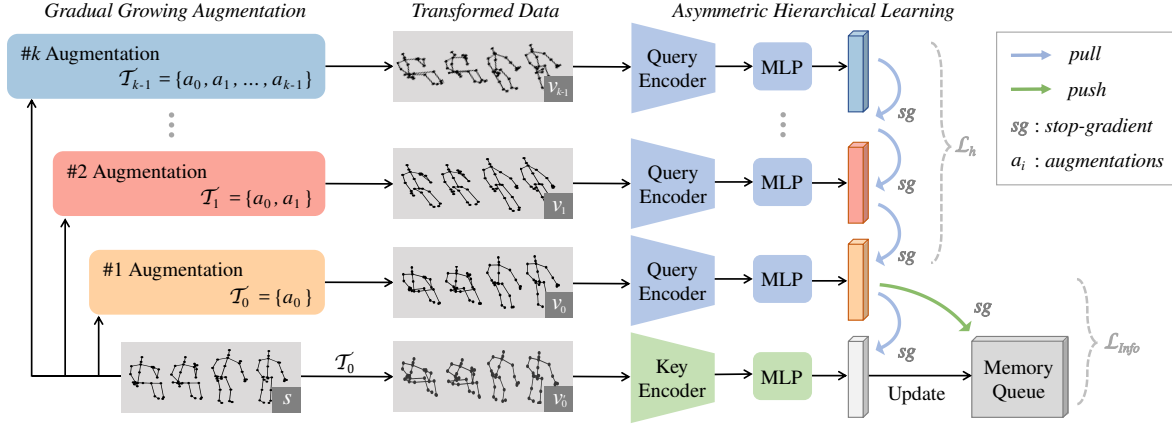 Gradual Growing Augmentation
Transformed Data
Asymmetric Hierarchical Learning
#k Augmentation
𝒯k-1 = {a0, a1, ..., ak-1}
vk-1
Query
Encoder
MLP
sg
pull
push
sg : stop-gradient
ai : augmentations
ℒh
#2 Augmentation
𝒯1 = {a0, a1}
v1
Query
Encoder
MLP
sg
sg
#1 Augmentation
𝒯0 = {a0}
v0
Query
Encoder
MLP
sg
sg
ℒInfo
s
𝒯0
v0'
Key
Encoder
MLP
Update
Memory
Queue